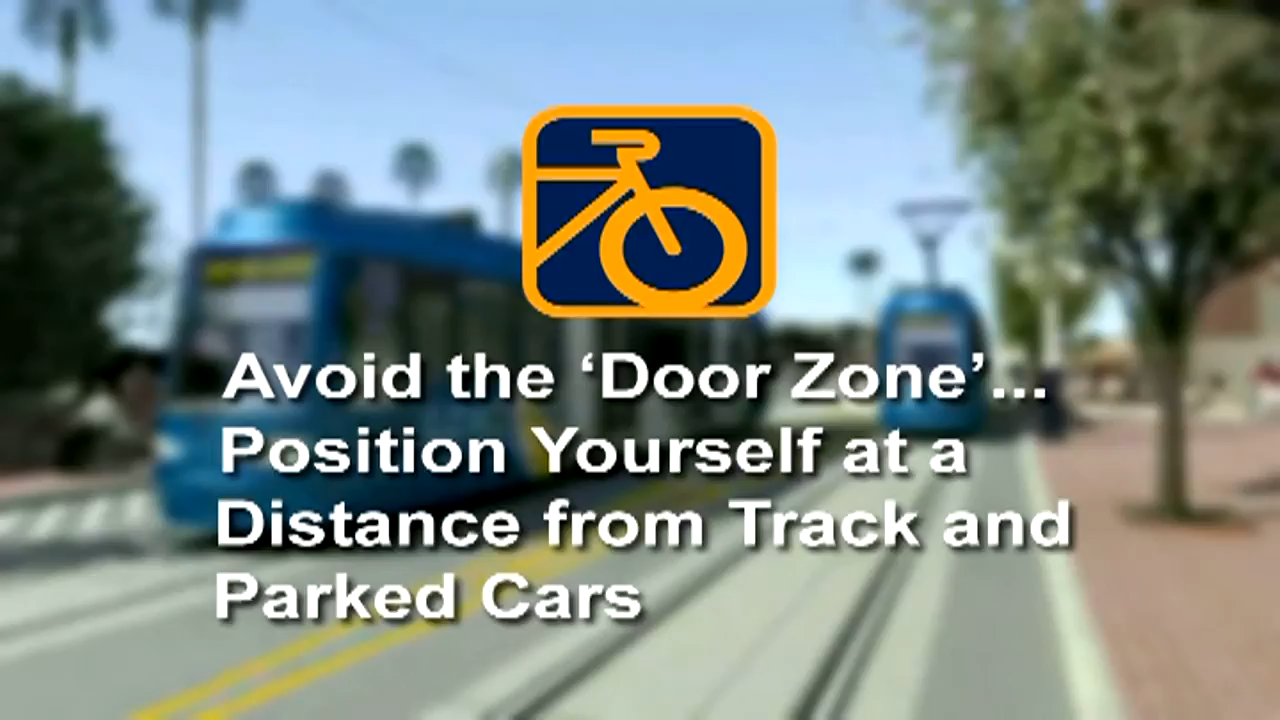 Avoid the ‘Door Zone’...
Position Yourself at a
Distance from Track and
Parked Cars